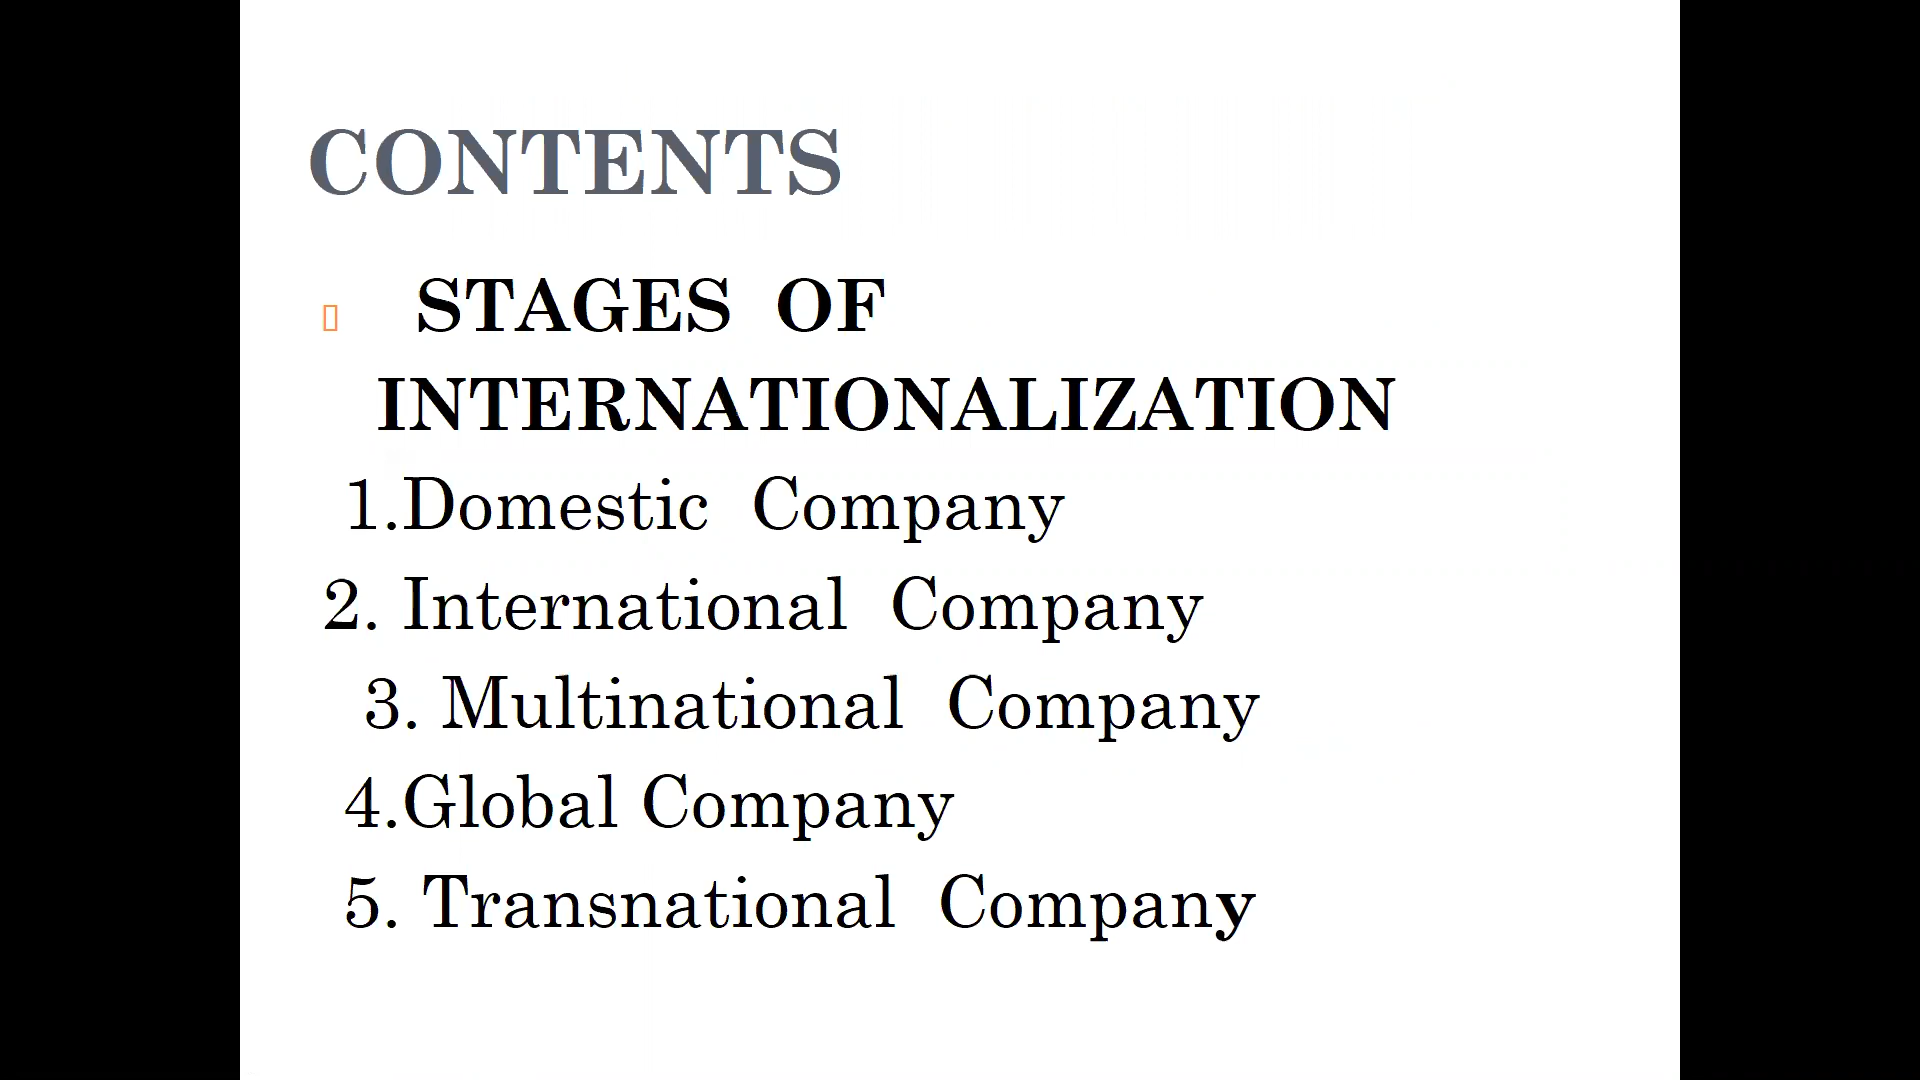 CONTENTS
STAGES OF
INTERNATIONALIZATION
1.Domestic Company
2. International Company
3. Multinational Company
4.Global Company
5. Transnational Company